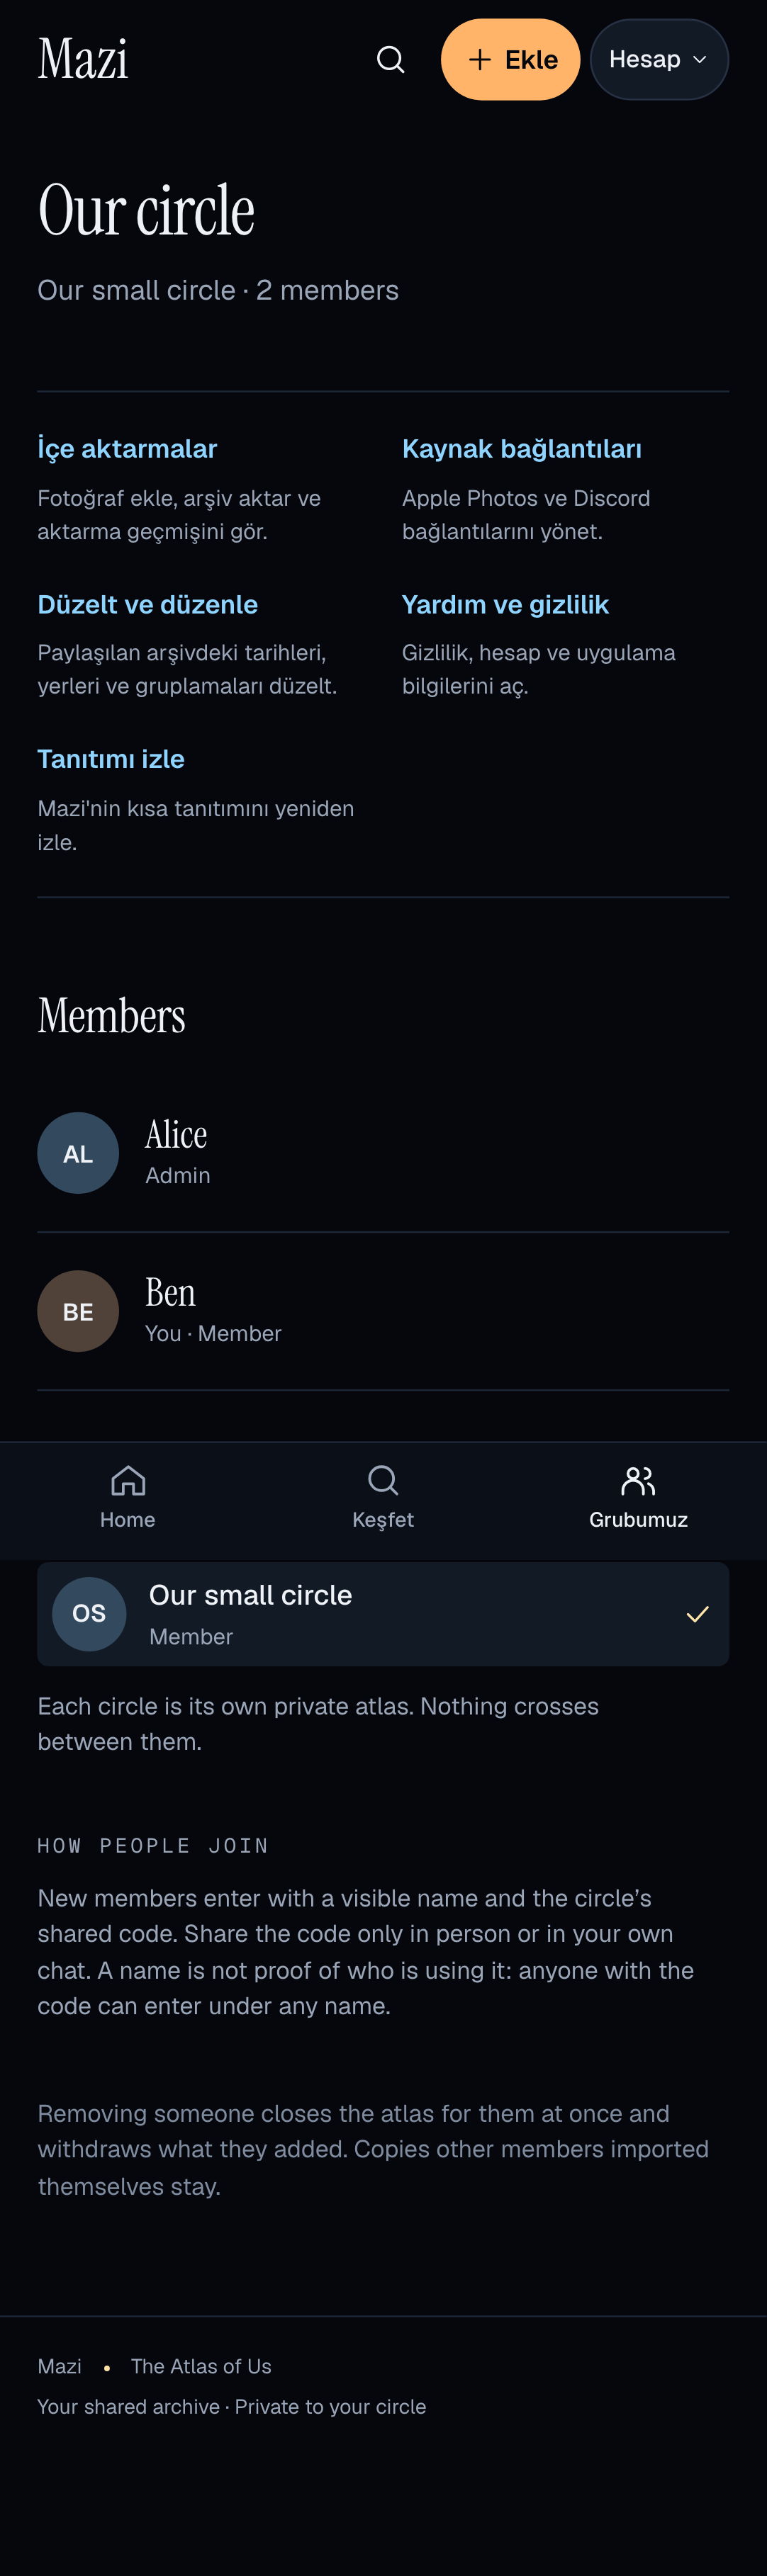 Mazi
Ekle
Hesap
Our circle
Our small circle · 2 members
İçe aktarmalar
Fotoğraf ekle, arşiv aktar ve
aktarma geçmişini gör.
Kaynak bağlantıları
Apple Photos ve Discord
bağlantılarını yönet.
Düzelt ve düzenle
Paylaşılan arşivdeki tarihleri,
yerleri ve gruplamaları düzelt.
Yardım ve gizlilik
Gizlilik, hesap ve uygulama
bilgilerini aç.
Tanıtımı izle
Mazi'nin kısa tanıtımını yeniden
izle.
Members
AL
Alice
Admin
BE
Ben
You · Member
Home
Keşfet
Grubumuz
OS
Our small circle
Member
Each circle is its own private atlas. Nothing crosses
between them.
HOW PEOPLE JOIN
New members enter with a visible name and the circle’s
shared code. Share the code only in person or in your own
chat. A name is not proof of who is using it: anyone with the
code can enter under any name.
Removing someone closes the atlas for them at once and
withdraws what they added. Copies other members imported
themselves stay.
Mazi • The Atlas of Us
Your shared archive · Private to your circle